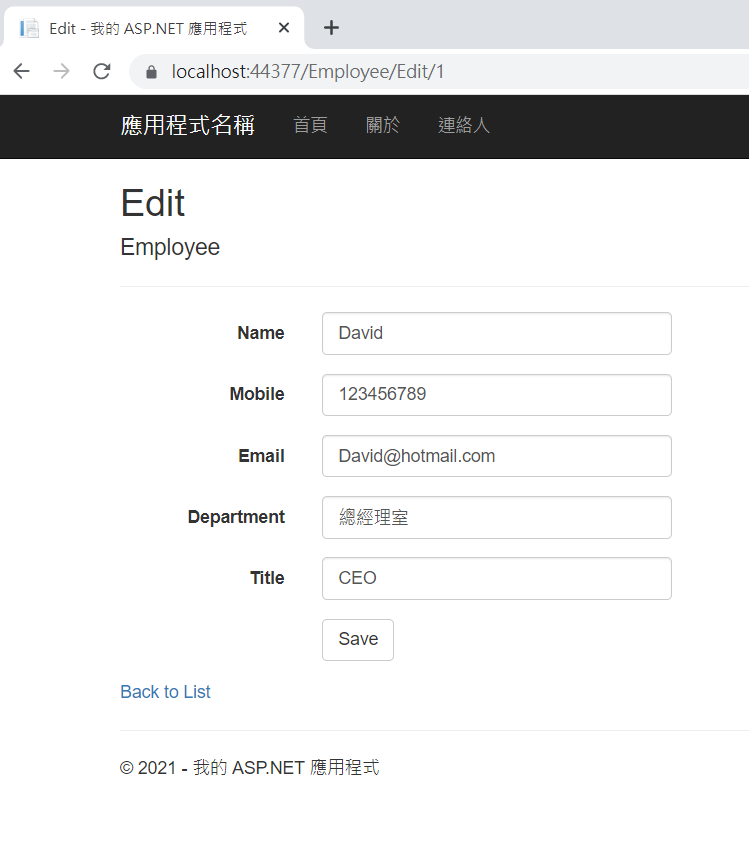 Edit - 我的 ASP.NET 應用程式
localhost:44377/Employee/Edit/1
應用程式名稱 首頁 關於 連絡人
Edit
Employee
Name David
Mobile 123456789
Email David@hotmail.com
Department 總經理室
Title CEO
Save
Back to List
© 2021 - 我的 ASP.NET 應用程式